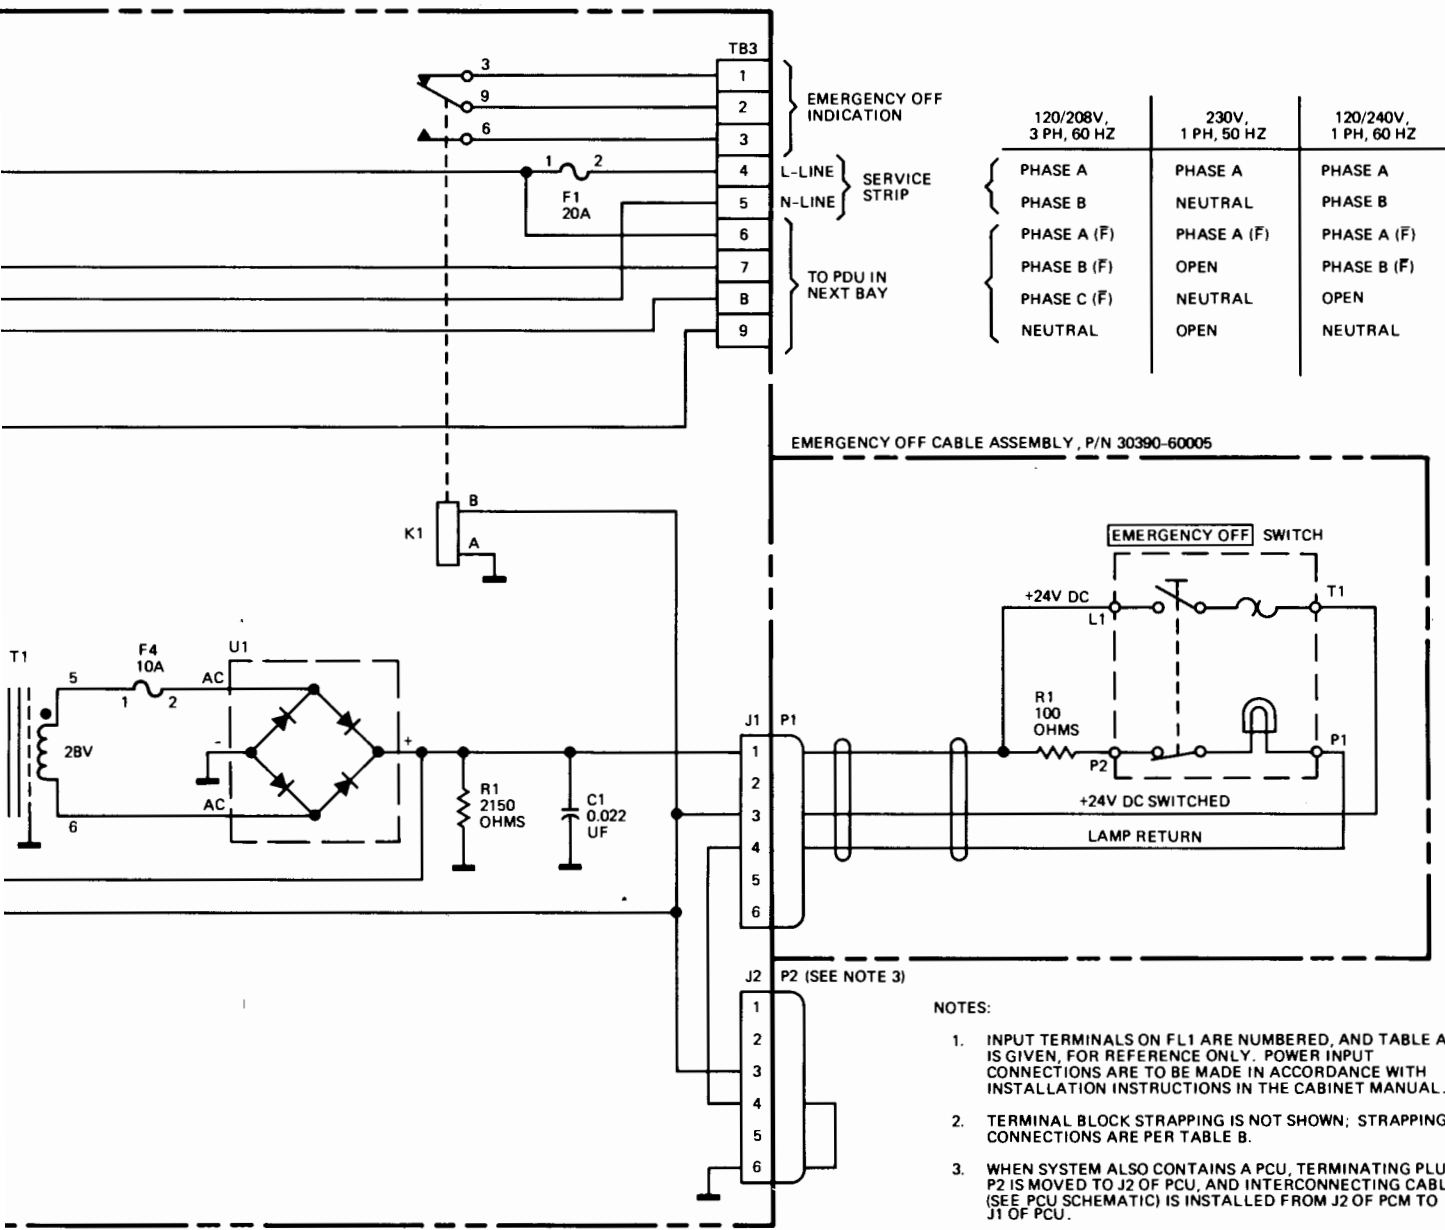 TB3
3
9
6
1
2
3
4
5
6
7
8
9
EMERGENCY OFF
INDICATION
1 2
F1
20A
L-LINE
N-LINE
SERVICE
STRIP
TO PDU IN
NEXT BAY
120/208V, 230V, 120/240V,
3 PH, 60 HZ 1 PH, 50 HZ 1 PH, 60 HZ
PHASE A PHASE A PHASE A
PHASE B NEUTRAL PHASE B
PHASE A (F̅) PHASE A (F̅) PHASE A (F̅)
PHASE B (F̅) OPEN PHASE B (F̅)
PHASE C (F̅) NEUTRAL OPEN
NEUTRAL OPEN NEUTRAL
EMERGENCY OFF CABLE ASSEMBLY, P/N 30390-60005
K1
B
A
EMERGENCY OFF SWITCH
+24V DC
L1
T1
R1
100
OHMS
P2
P1
+24V DC SWITCHED
LAMP RETURN
T1
5
6
28V
F4
10A
1 2
U1
AC
AC
-
+
R1
2150
OHMS
C1
0.022
UF
J1 P1
1
2
3
4
5
6
J2 P2 (SEE NOTE 3)
1
2
3
4
5
6
NOTES:
1. INPUT TERMINALS ON FL1 ARE NUMBERED, AND TABLE A
IS GIVEN, FOR REFERENCE ONLY. POWER INPUT
CONNECTIONS ARE TO BE MADE IN ACCORDANCE WITH
INSTALLATION INSTRUCTIONS IN THE CABINET MANUAL.
2. TERMINAL BLOCK STRAPPING IS NOT SHOWN; STRAPPING
CONNECTIONS ARE PER TABLE B.
3. WHEN SYSTEM ALSO CONTAINS A PCU, TERMINATING PLU
P2 IS MOVED TO J2 OF PCU, AND INTERCONNECTING CABL
(SEE PCU SCHEMATIC) IS INSTALLED FROM J2 OF PCM TO
J1 OF PCU.